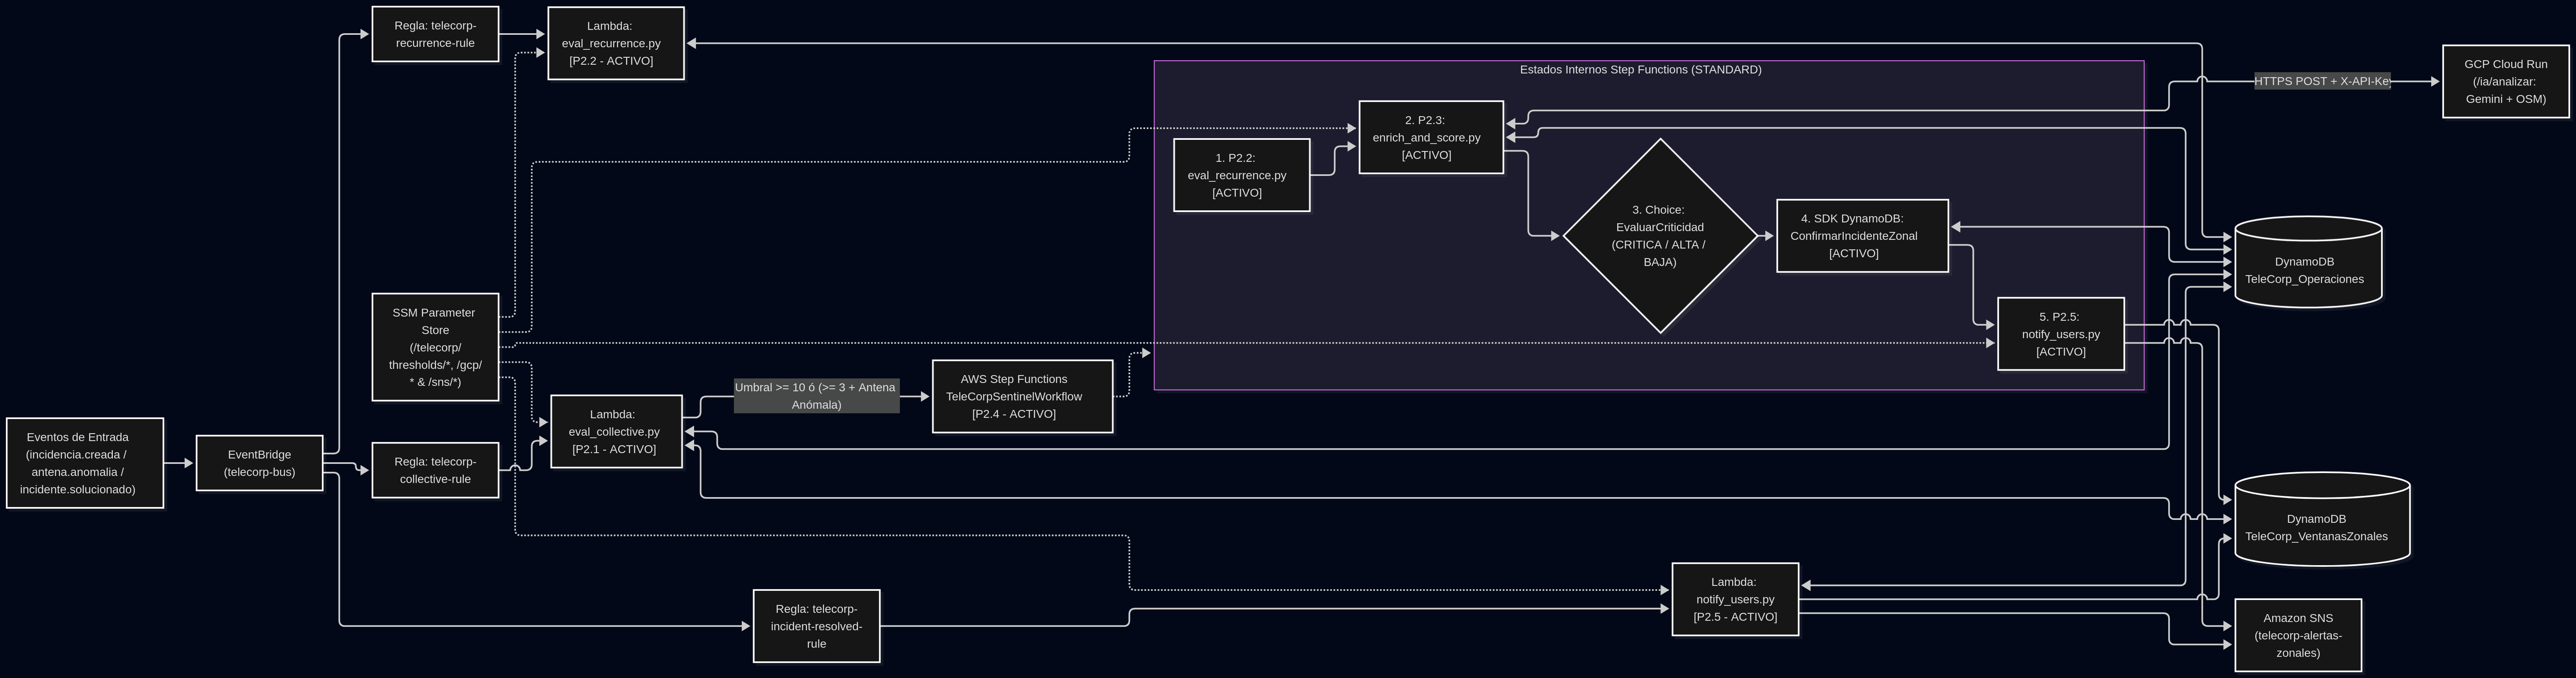 Regla: telecorp-
recurrence-rule
Lambda:
eval_recurrence.py
[P2.2 - ACTIVO]
Estados Internos Step Functions (STANDARD)
HTTPS POST + X-API-Key
GCP Cloud Run
(/ia/analizar:
Gemini + OSM)
1. P2.2:
eval_recurrence.py
[ACTIVO]
2. P2.3:
enrich_and_score.py
[ACTIVO]
3. Choice:
EvaluarCriticidad
(CRITICA / ALTA /
BAJA)
4. SDK DynamoDB:
ConfirmarIncidenteZonal
[ACTIVO]
5. P2.5:
notify_users.py
[ACTIVO]
DynamoDB
TeleCorp_Operaciones
SSM Parameter
Store
(/telecorp/
thresholds/*, /gcp/
* & /sns/*)
Eventos de Entrada
(incidencia.creada /
antena.anomalia /
incidente.solucionado)
EventBridge
(telecorp-bus)
Regla: telecorp-
collective-rule
Lambda:
eval_collective.py
[P2.1 - ACTIVO]
Umbral >= 10 ó (>= 3 + Antena
Anómala)
AWS Step Functions
TeleCorpSentinelWorkflow
[P2.4 - ACTIVO]
DynamoDB
TeleCorp_VentanasZonales
Regla: telecorp-
incident-resolved-
rule
Lambda:
notify_users.py
[P2.5 - ACTIVO]
Amazon SNS
(telecorp-alertas-
zonales)